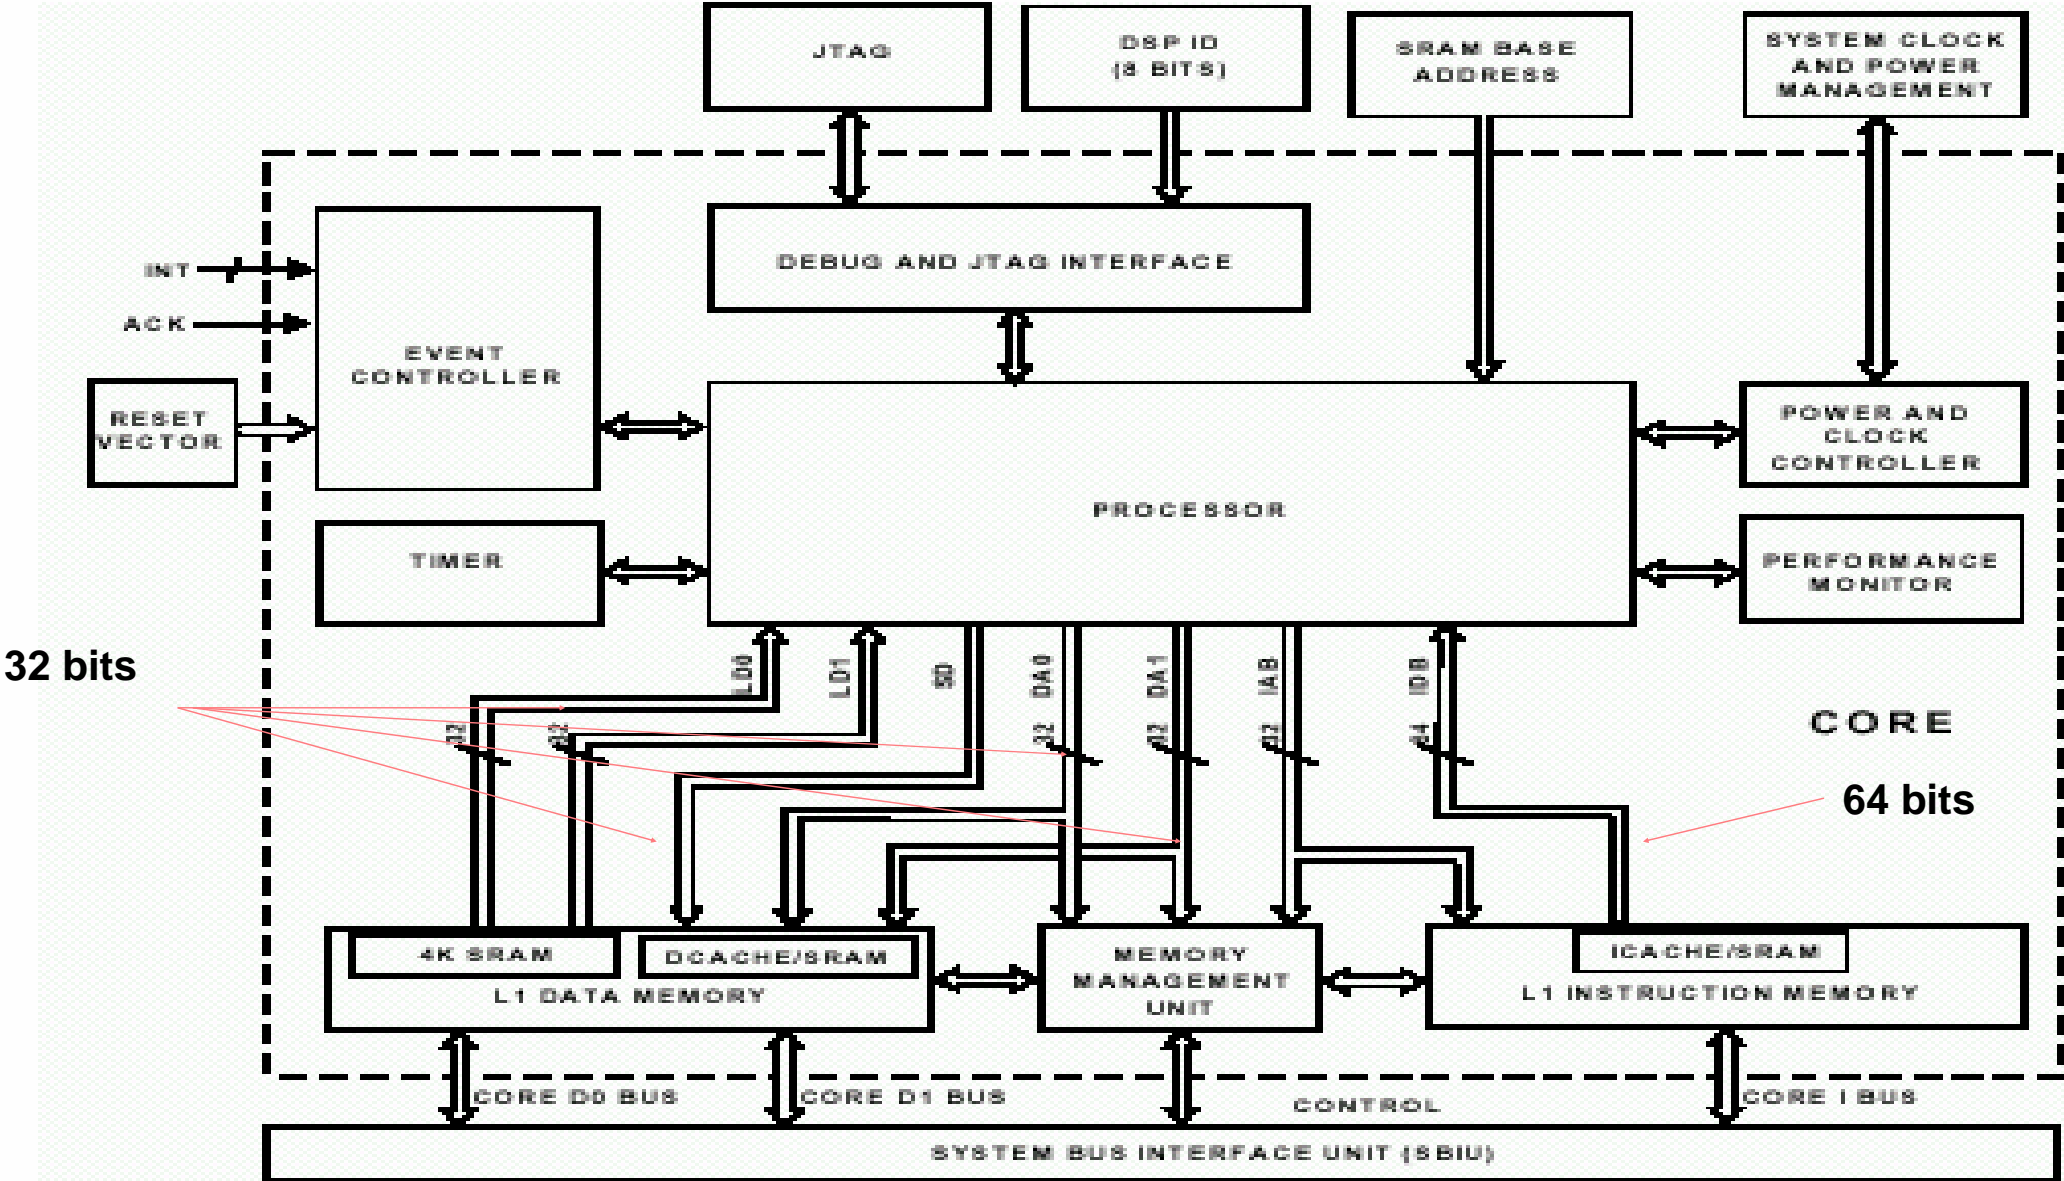 JTAG
DSP ID
(8 BITS)
SRAM BASE
ADDRESS
SYSTEM CLOCK
AND POWER
MANAGEMENT
INT
ACK
RESET
VECTOR
EVENT
CONTROLLER
DEBUG AND JTAG INTERFACE
POWER AND
CLOCK
CONTROLLER
PROCESSOR
TIMER
PERFORMANCE
MONITOR
32 bits
LD0
LD1
SD
DA0
DA1
IAB
IDB
32
32
32
32
32
64
CORE
64 bits
4K SRAM
DCACHE/SRAM
L1 DATA MEMORY
MEMORY
MANAGEMENT
UNIT
ICACHE/SRAM
L1 INSTRUCTION MEMORY
CORE D0 BUS
CORE D1 BUS
CONTROL
CORE I BUS
SYSTEM BUS INTERFACE UNIT (SBIU)